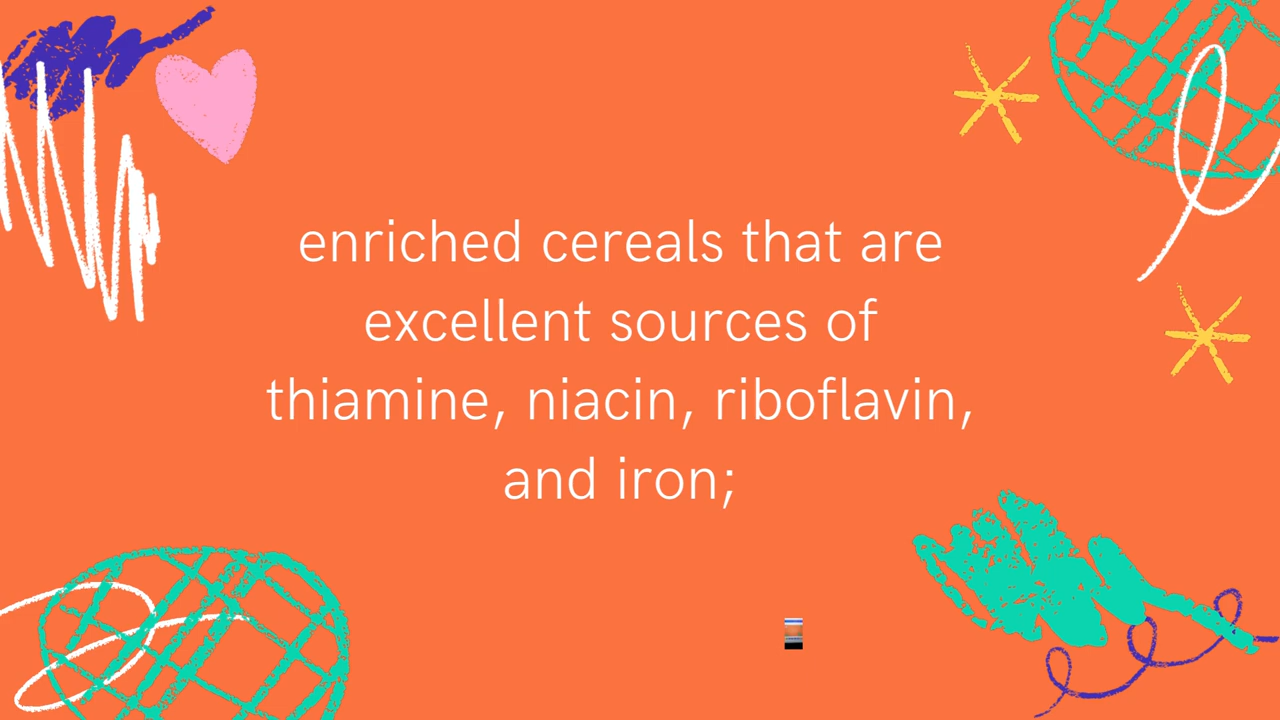 enriched cereals that are
excellent sources of
thiamine, niacin, riboflavin,
and iron;